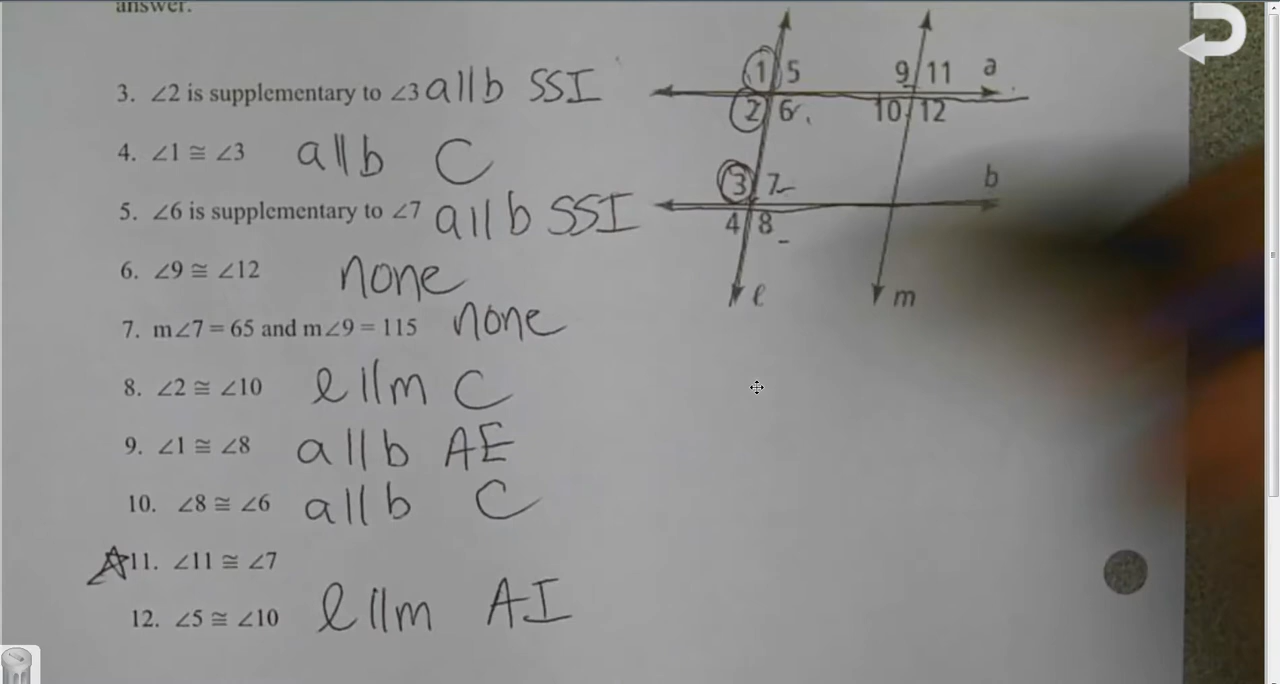 answer.
3. ∠2 is supplementary to ∠3 a||b SSI
4. ∠1 ≅ ∠3 a||b C
5. ∠6 is supplementary to ∠7 a||b SSI
6. ∠9 ≅ ∠12 none
7. m∠7 = 65 and m∠9 = 115 none
8. ∠2 ≅ ∠10 l||m C
9. ∠1 ≅ ∠8 a||b AE
10. ∠8 ≅ ∠6 a||b C
11. ∠11 ≅ ∠7
12. ∠5 ≅ ∠10 l||m AI
1 5 9 11 a
2 6 10 12
3 7 b
4 8
l m